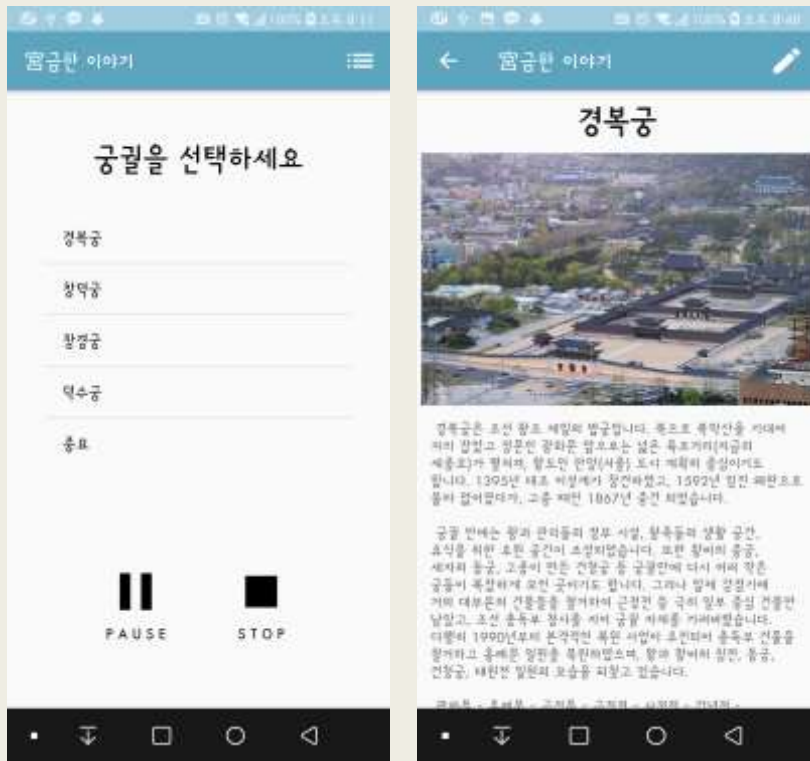 100% 오후 8:11
宮금한 이야기
궁궐을 선택하세요
경복궁
창덕궁
창경궁
덕수궁
종묘
PAUSE
STOP
100% 오후 8:40
宮금한 이야기
경복궁
경복궁은 조선 왕조 제일의 법궁입니다. 북으로 북악산을 기대어
자리 잡았고 정문인 광화문 앞으로는 넓은 육조거리(지금의
세종로)가 펼쳐져, 왕도인 한양(서울) 도시 계획의 중심이기도
합니다. 1395년 태조 이성계가 창건하였고, 1592년 임진 왜란으로
불타 없어졌다가, 고종 때인 1867년 중건 되었습니다.
궁궐 안에는 왕과 관리들의 정무 시설, 왕족들의 생활 공간,
휴식을 위한 후원 공간이 조성되었습니다. 또한 왕비의 중궁,
세자의 동궁, 고종이 만든 건청궁 등 궁궐안에 다시 여러 작은
궁들이 복잡하게 모인 곳이기도 합니다. 그러나 일제 강점기에
거의 대부분의 건물들을 철거하여 근정전 등 극히 일부 중심 건물만
남았고, 조선 총독부 청사를 지어 궁궐 자체를 가려버렸습니다.
다행히 1990년부터 본격적인 복원 사업이 추진되어 총독부 건물을
철거하고 흥례문 일원을 복원하였으며, 왕과 왕비의 침전, 동궁,
건청궁, 태원전 일원의 모습을 되찾고 있습니다.